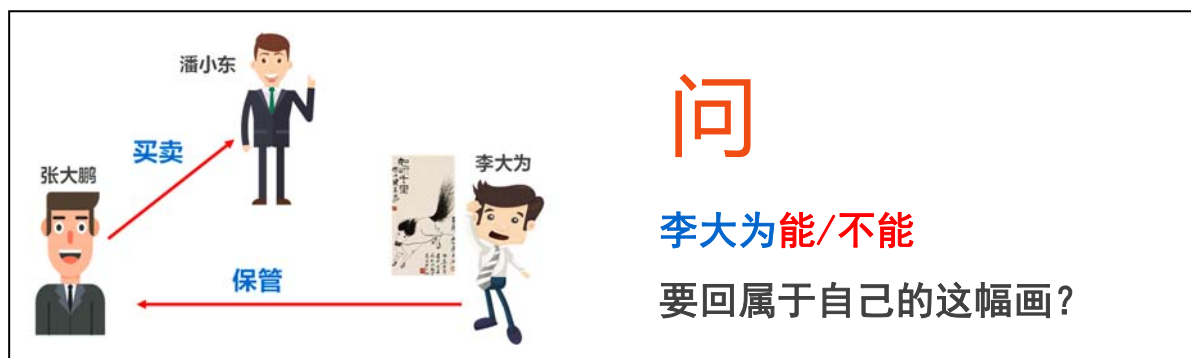 潘小东
买卖
张大鹏
李大为
保管
问
李大为能/不能
要回属于自己的这幅画？